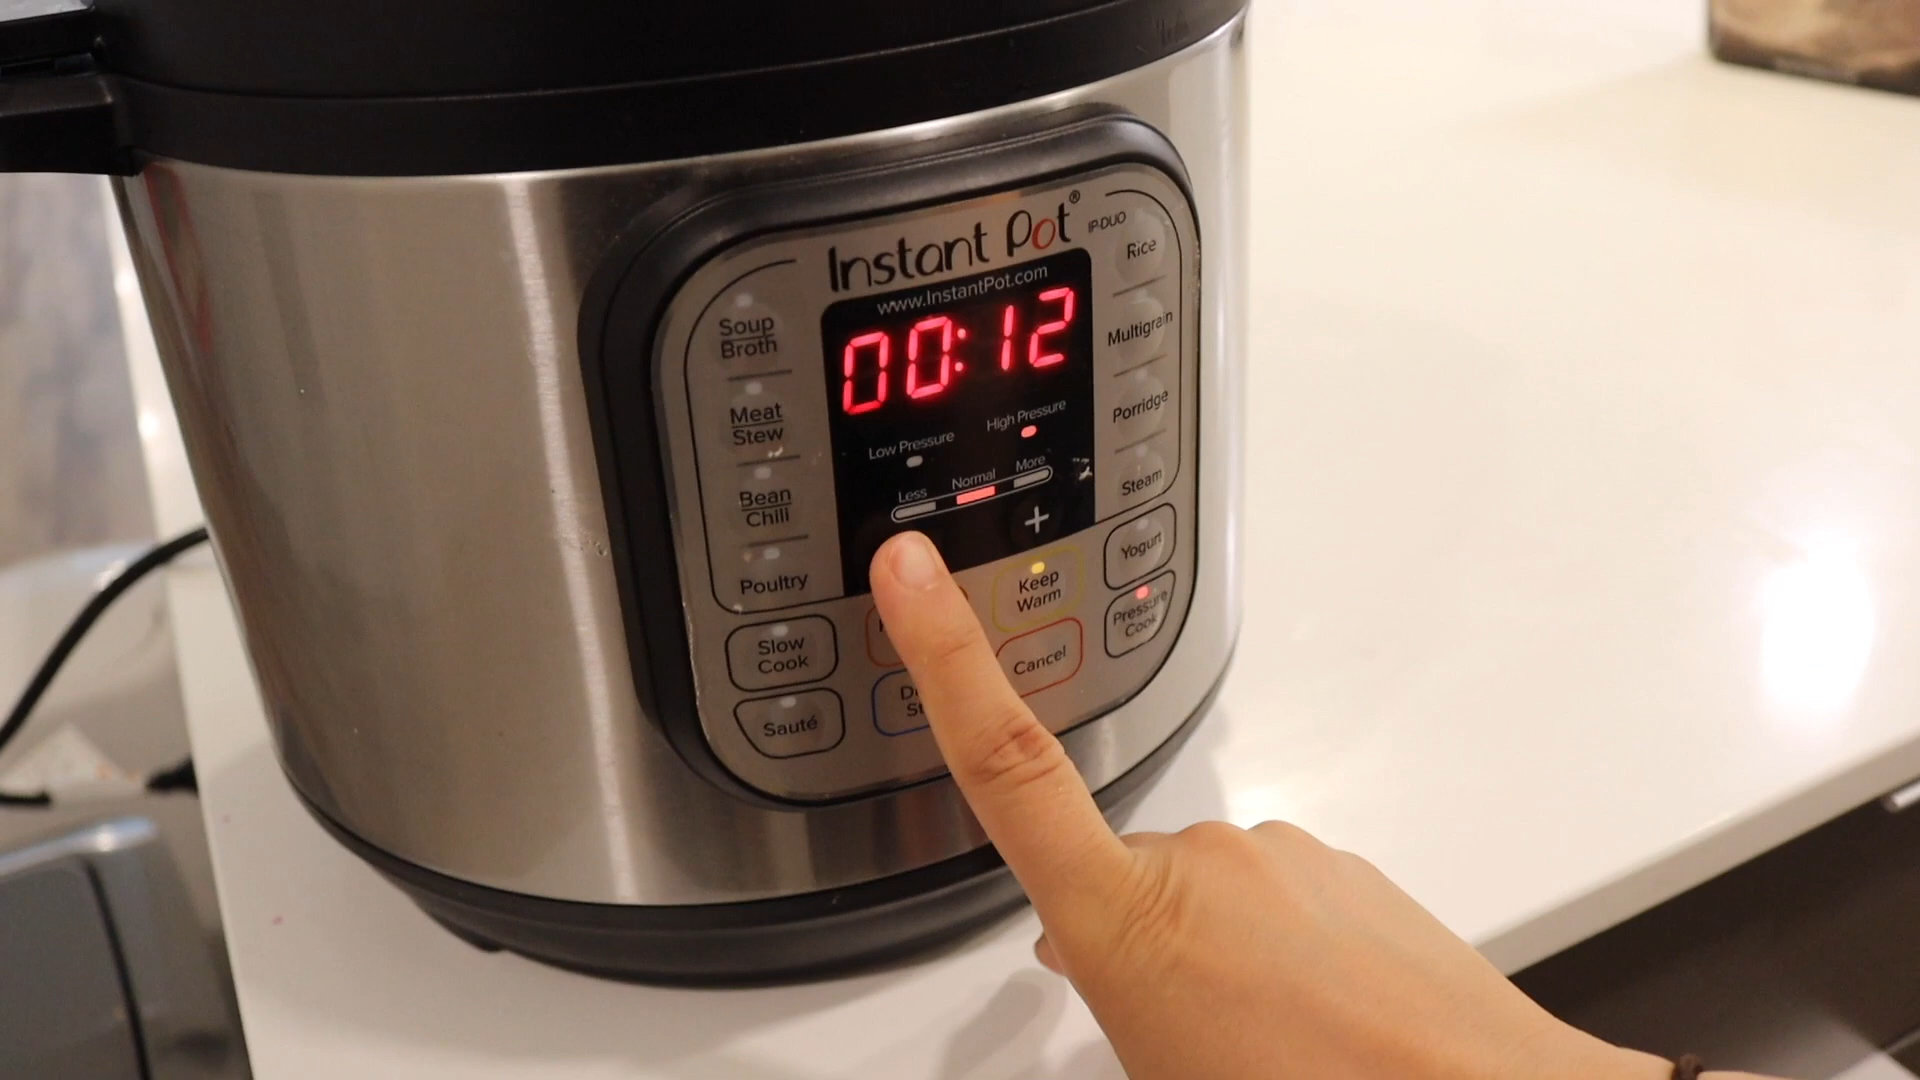 Instant Pot®
IP-DUO
www.InstantPot.com
00:12
Low Pressure
High Pressure
Less
Normal
More
+
Soup
Broth
Meat
Stew
Bean
Chili
Poultry
Slow
Cook
Sauté
Keep
Warm
Cancel
Rice
Multigrain
Porridge
Steam
Yogurt
Pressure
Cook